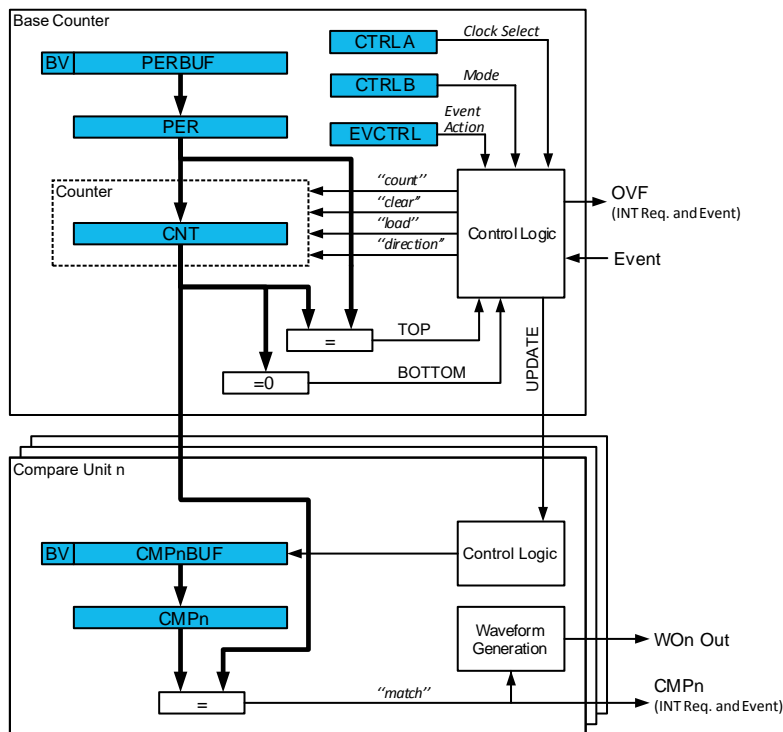 Base Counter
BV PERBUF
PER
Counter
CNT
CTRLA
CTRLB
EVCTRL
Clock Select
Mode
Event
Action
"count"
"clear"
"load"
"direction"
Control Logic
OVF
(INT Req. and Event)
Event
=
TOP
=0
BOTTOM
UPDATE
Compare Unit n
BV CMPnBUF
CMPn
=
"match"
Control Logic
Waveform
Generation
WOn Out
CMPn
(INT Req. and Event)